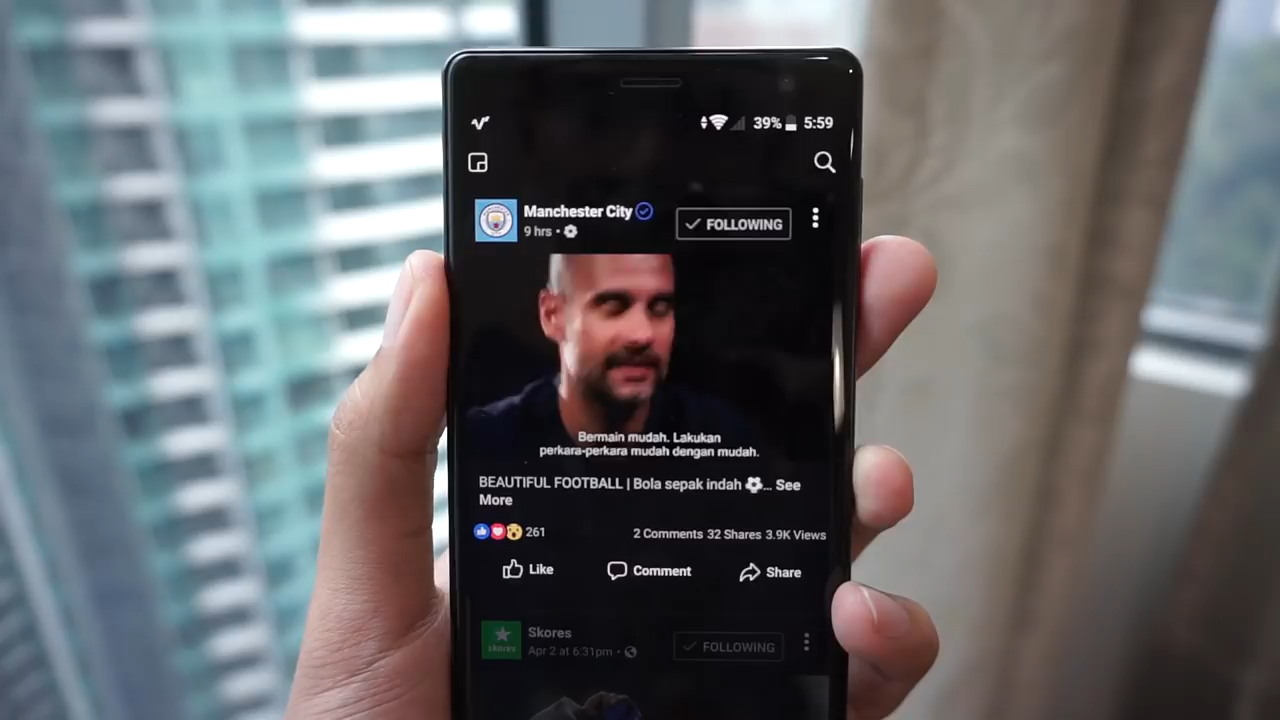 39% 5:59
Manchester City
9 hrs •
FOLLOWING
Bermain mudah. Lakukan
perkara-perkara mudah dengan mudah.
BEAUTIFUL FOOTBALL | Bola sepak indah ⚽... See
More
261
2 Comments 32 Shares 3.9K Views
Like Comment Share
Skores
Apr 2 at 6:31pm •
FOLLOWING
skores